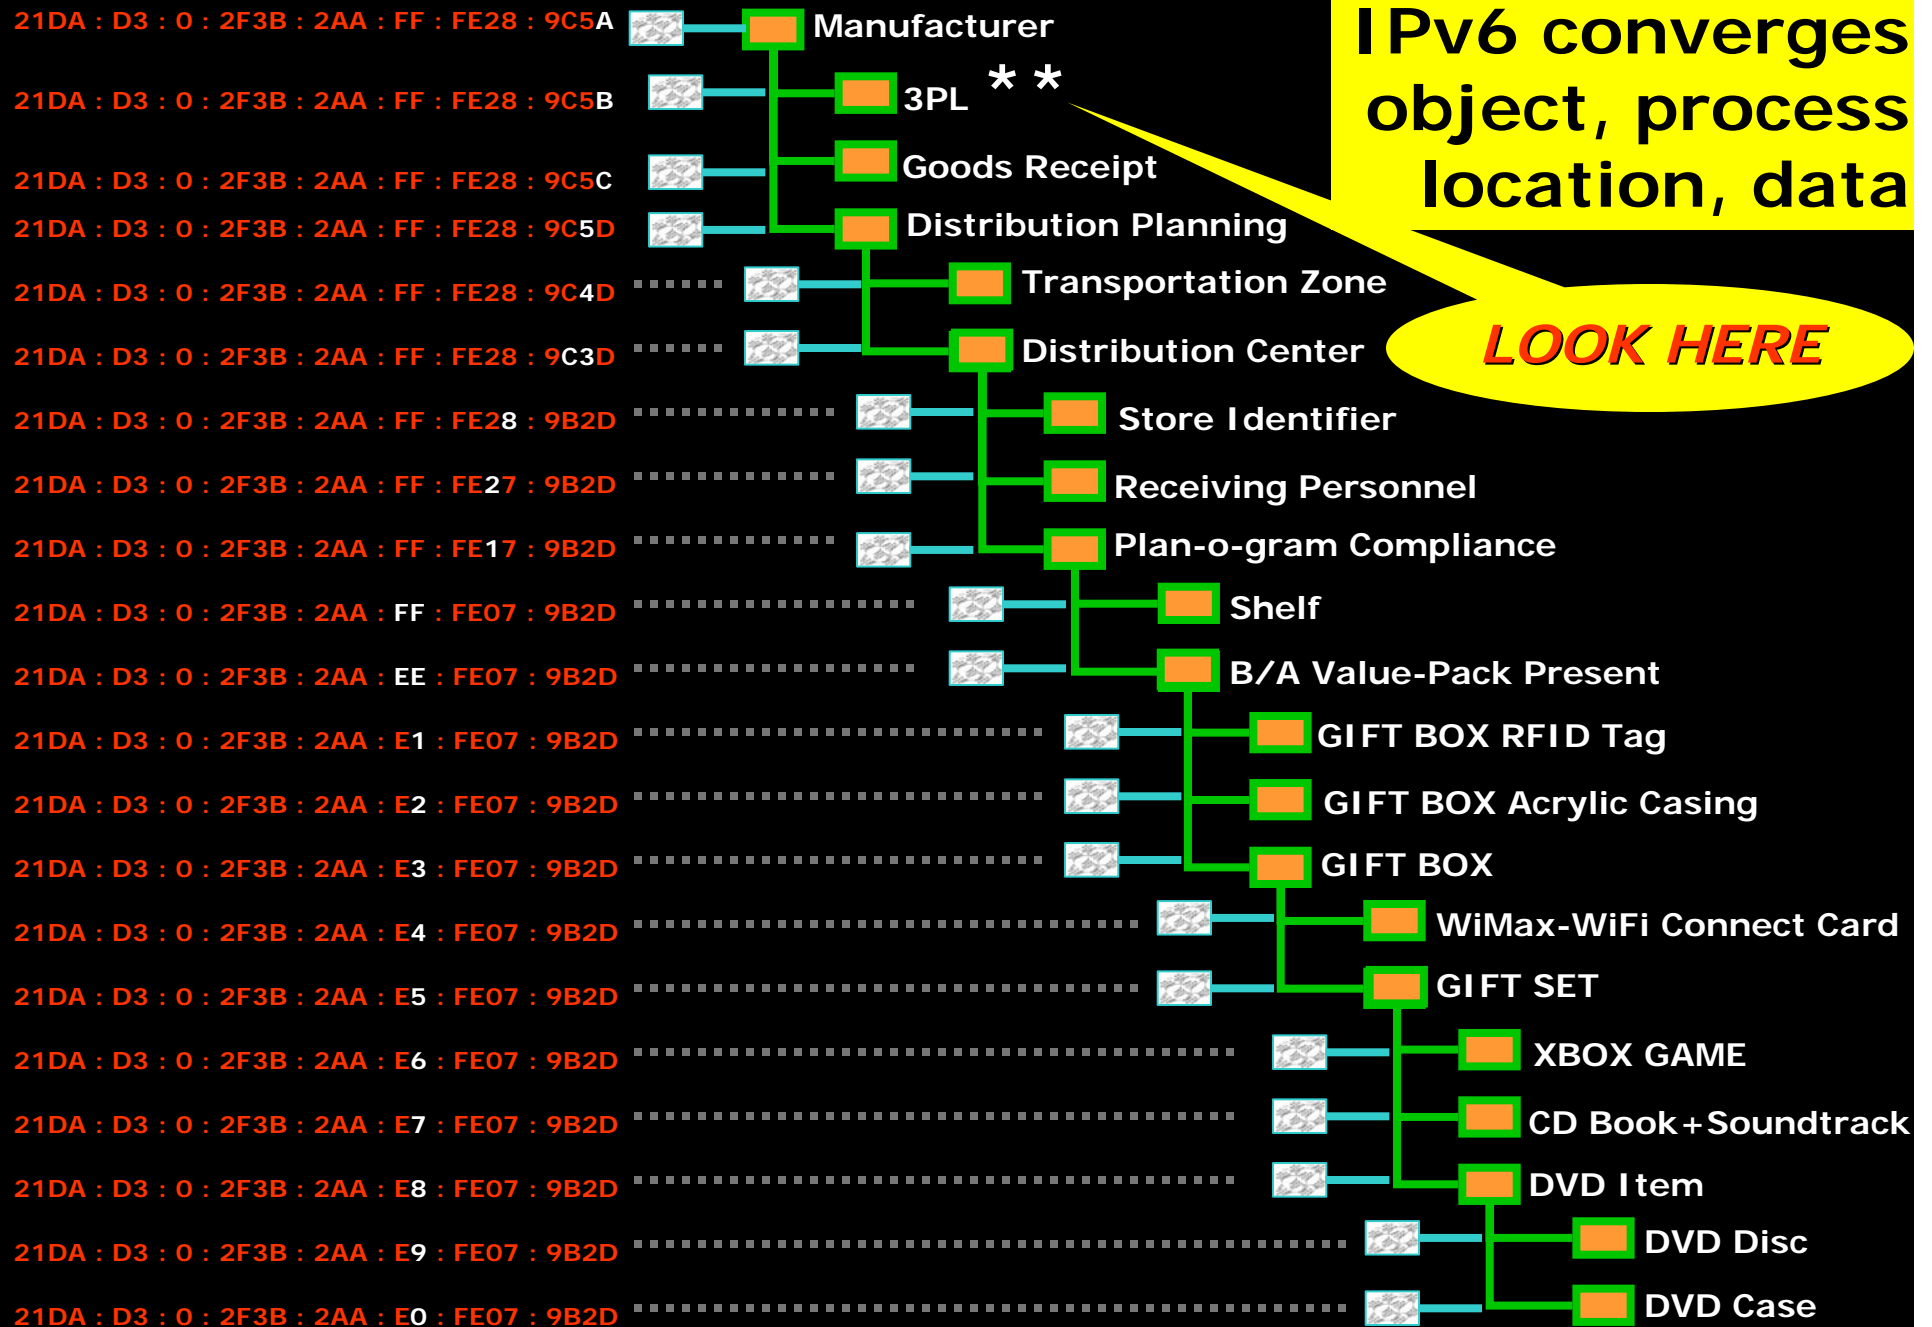 IPv6 converges
object, process
location, data
LOOK HERE
21DA : D3 : 0 : 2F3B : 2AA : FF : FE28 : 9C5A Manufacturer
21DA : D3 : 0 : 2F3B : 2AA : FF : FE28 : 9C5B 3PL **
21DA : D3 : 0 : 2F3B : 2AA : FF : FE28 : 9C5C Goods Receipt
21DA : D3 : 0 : 2F3B : 2AA : FF : FE28 : 9C5D Distribution Planning
21DA : D3 : 0 : 2F3B : 2AA : FF : FE28 : 9C4D Transportation Zone
21DA : D3 : 0 : 2F3B : 2AA : FF : FE28 : 9C3D Distribution Center
21DA : D3 : 0 : 2F3B : 2AA : FF : FE28 : 9B2D Store Identifier
21DA : D3 : 0 : 2F3B : 2AA : FF : FE27 : 9B2D Receiving Personnel
21DA : D3 : 0 : 2F3B : 2AA : FF : FE17 : 9B2D Plan-o-gram Compliance
21DA : D3 : 0 : 2F3B : 2AA : FF : FE07 : 9B2D Shelf
21DA : D3 : 0 : 2F3B : 2AA : EE : FE07 : 9B2D B/A Value-Pack Present
21DA : D3 : 0 : 2F3B : 2AA : E1 : FE07 : 9B2D GIFT BOX RFID Tag
21DA : D3 : 0 : 2F3B : 2AA : E2 : FE07 : 9B2D GIFT BOX Acrylic Casing
21DA : D3 : 0 : 2F3B : 2AA : E3 : FE07 : 9B2D GIFT BOX
21DA : D3 : 0 : 2F3B : 2AA : E4 : FE07 : 9B2D WiMax-WiFi Connect Card
21DA : D3 : 0 : 2F3B : 2AA : E5 : FE07 : 9B2D GIFT SET
21DA : D3 : 0 : 2F3B : 2AA : E6 : FE07 : 9B2D XBOX GAME
21DA : D3 : 0 : 2F3B : 2AA : E7 : FE07 : 9B2D CD Book+Soundtrack
21DA : D3 : 0 : 2F3B : 2AA : E8 : FE07 : 9B2D DVD Item
21DA : D3 : 0 : 2F3B : 2AA : E9 : FE07 : 9B2D DVD Disc
21DA : D3 : 0 : 2F3B : 2AA : E0 : FE07 : 9B2D DVD Case